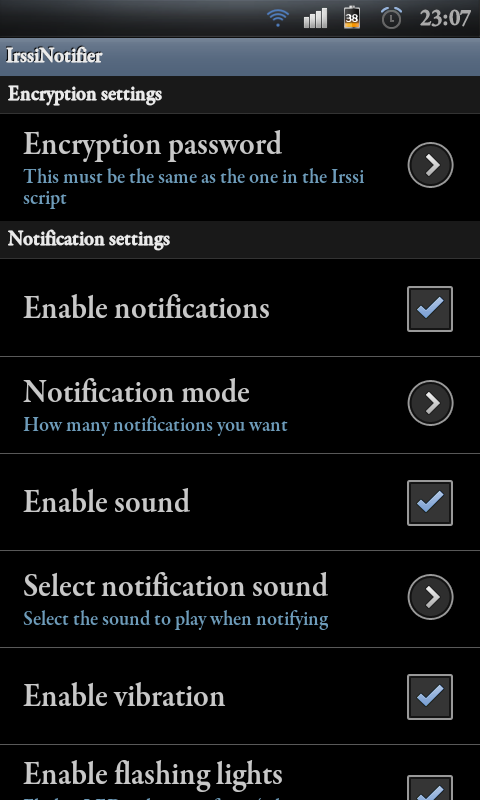 38 23:07
IrssiNotifier
Encryption settings
Encryption password
This must be the same as the one in the Irssi
script
Notification settings
Enable notifications
Notification mode
How many notifications you want
Enable sound
Select notification sound
Select the sound to play when notifying
Enable vibration
Enable flashing lights